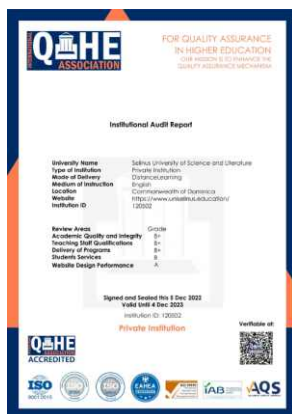 INTERNATIONAL
QAHE
ASSOCIATION
FOR QUALITY ASSURANCE
IN HIGHER EDUCATION
OUR MISSION IS TO ENHANCE THE
QUALITY ASSURANCE MECHANISM
Institutional Audit Report
University Name Selinus University of Science and Literature
Type of Institution Private Institution
Mode of Delivery Distance Learning
Medium of Instruction English
Location Commonwealth of Dominica
Website https://www.uniselinus.education/
Institution ID 120502
Review Areas Grade
Academic Quality and Integrity B+
Teaching Staff Qualifications B+
Delivery of Programs B+
Students Services B
Website Design Performance A
Signed and Sealed this 5 Dec 2022
Valid Until 4 Dec 2023
Institution ID: 120502
Private Institution
Verifiable at:
QAHE
ACCREDITED
ISO
9001:2015
ISO
ISO
EAHEA
IAB
AQS